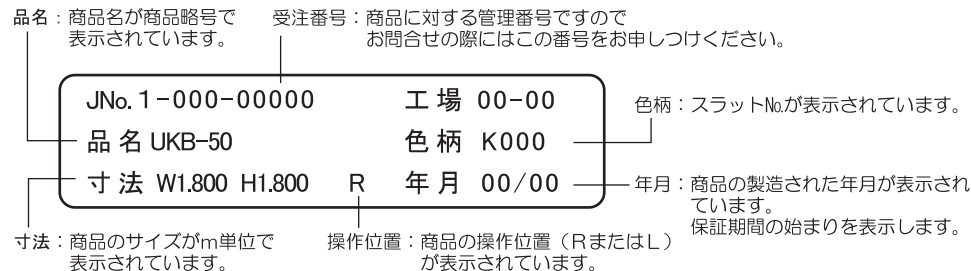 品名：商品名が商品略号で
表示されています。
受注番号：商品に対する管理番号ですので
お問合せの際にはこの番号をお申しつけください。
JNo. 1-000-00000 工場 00-00
品名 UKB-50 色柄 K000
寸法 W1.800 H1.800 R 年月 00/00
色柄：スラット№が表示されています。
年月：商品の製造された年月が表示され
ています。
保証期間の始まりを表示します。
寸法：商品のサイズがm単位で
表示されています。
操作位置：商品の操作位置（RまたはL）
が表示されています。